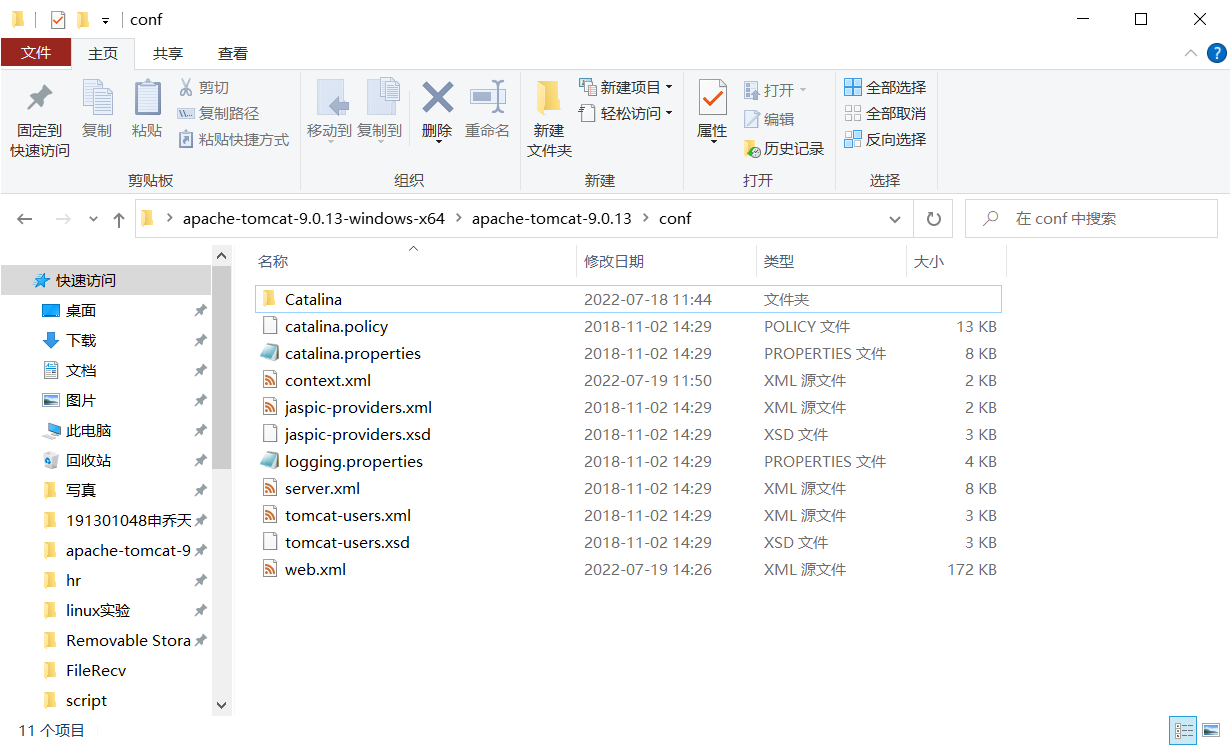 conf
文件 主页 共享 查看
固定到快速访问
复制
粘贴
剪切
复制路径
粘贴快捷方式
剪贴板
移动到 复制到
删除 重命名
组织
新建文件夹
新建项目
轻松访问
新建
属性
打开
编辑
历史记录
打开
全部选择
全部取消
反向选择
选择
apache-tomcat-9.0.13-windows-x64 > apache-tomcat-9.0.13 > conf
在 conf 中搜索
快速访问
桌面
下载
文档
图片
此电脑
回收站
写真
191301048申乔天
apache-tomcat-9
hr
linux实验
Removable Stora
FileRecv
script
名称 修改日期 类型 大小
Catalina 2022-07-18 11:44 文件夹
catalina.policy 2018-11-02 14:29 POLICY 文件 13 KB
catalina.properties 2018-11-02 14:29 PROPERTIES 文件 8 KB
context.xml 2022-07-19 11:50 XML 源文件 2 KB
jaspic-providers.xml 2018-11-02 14:29 XML 源文件 2 KB
jaspic-providers.xsd 2018-11-02 14:29 XSD 文件 3 KB
logging.properties 2018-11-02 14:29 PROPERTIES 文件 4 KB
server.xml 2018-11-02 14:29 XML 源文件 8 KB
tomcat-users.xml 2018-11-02 14:29 XML 源文件 3 KB
tomcat-users.xsd 2018-11-02 14:29 XSD 文件 3 KB
web.xml 2022-07-19 14:26 XML 源文件 172 KB
11 个项目